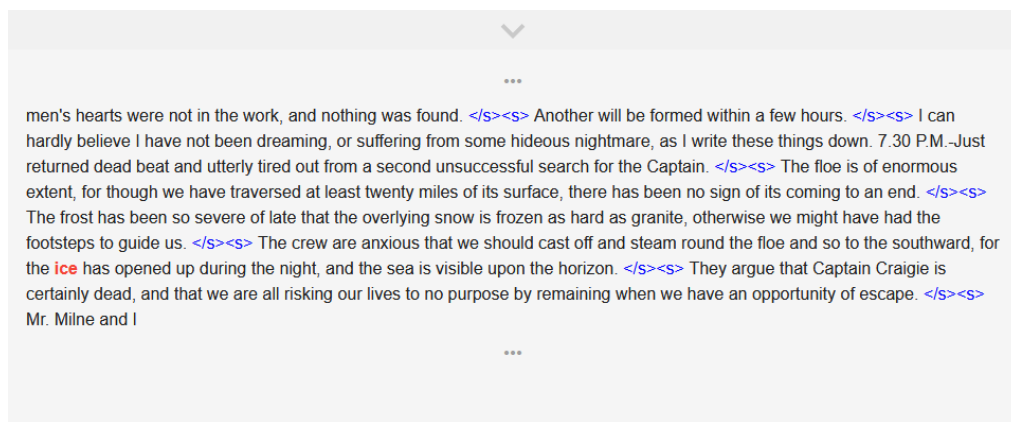 ...
men's hearts were not in the work, and nothing was found. </s><s> Another will be formed within a few hours. </s><s> I can
hardly believe I have not been dreaming, or suffering from some hideous nightmare, as I write these things down. 7.30 P.M.-Just
returned dead beat and utterly tired out from a second unsuccessful search for the Captain. </s><s> The floe is of enormous
extent, for though we have traversed at least twenty miles of its surface, there has been no sign of its coming to an end. </s><s>
The frost has been so severe of late that the overlying snow is frozen as hard as granite, otherwise we might have had the
footsteps to guide us. </s><s> The crew are anxious that we should cast off and steam round the floe and so to the southward, for
the ice has opened up during the night, and the sea is visible upon the horizon. </s><s> They argue that Captain Craigie is
certainly dead, and that we are all risking our lives to no purpose by remaining when we have an opportunity of escape. </s><s>
Mr. Milne and I
...